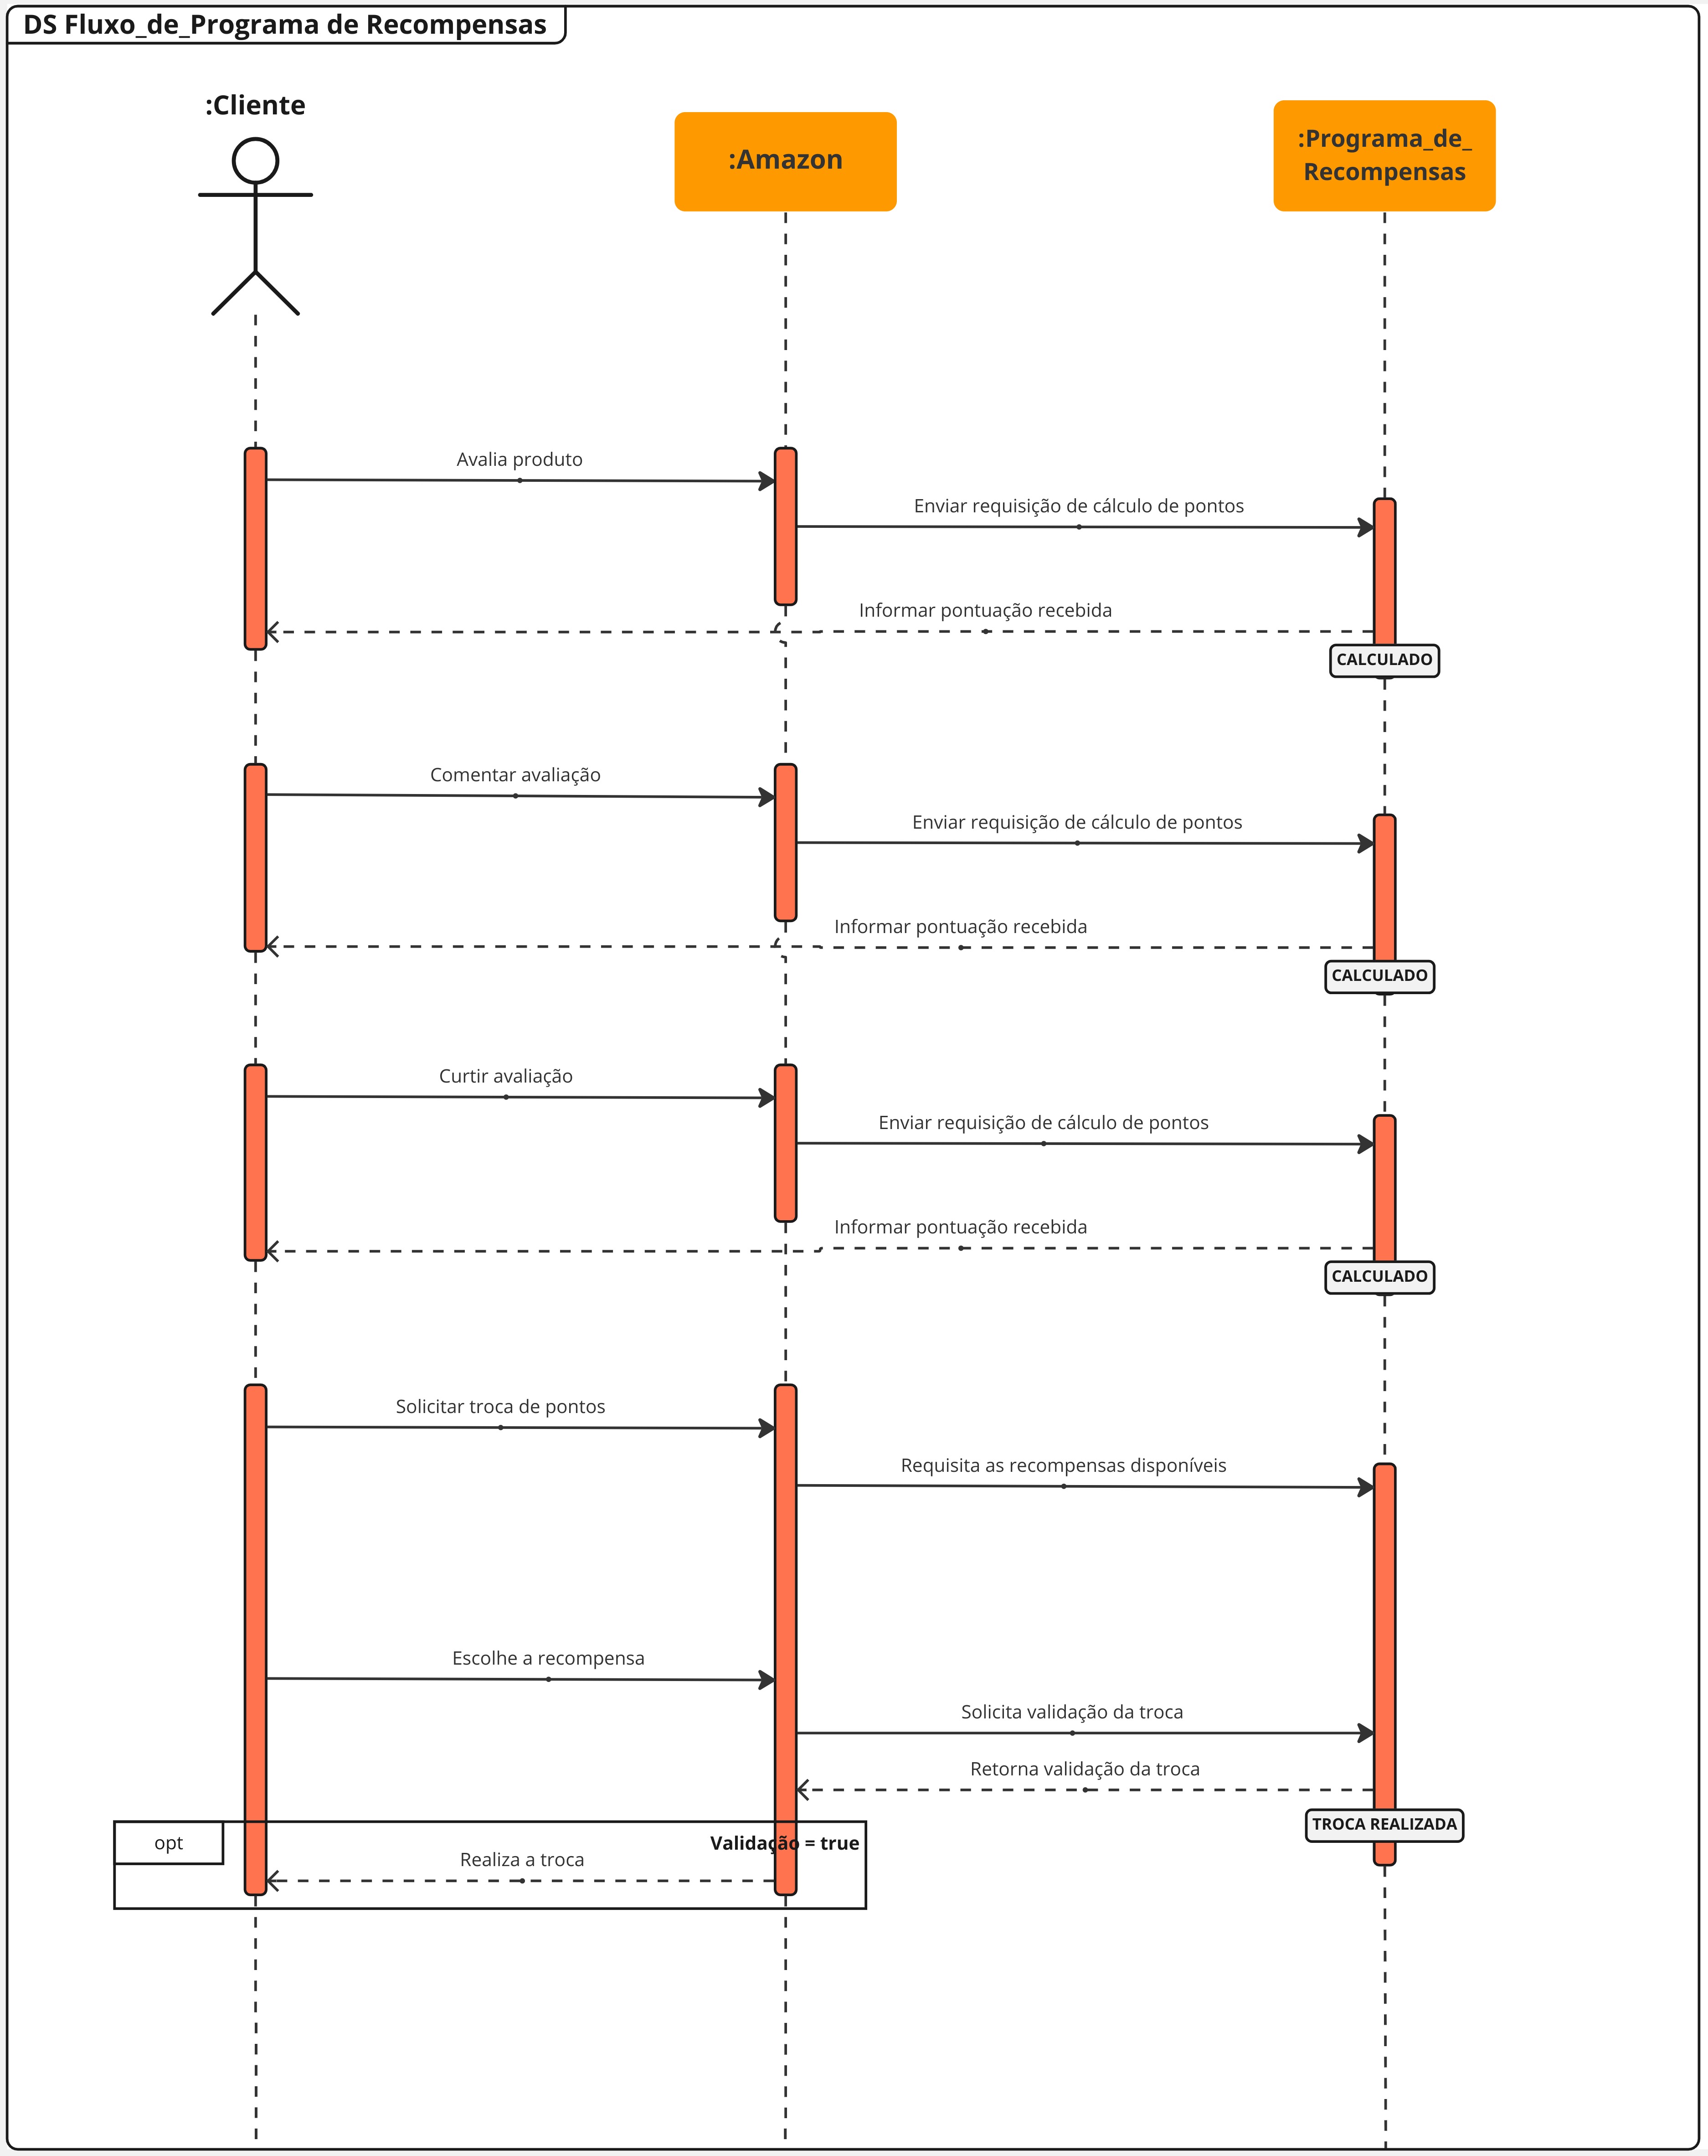 DS Fluxo_de_Programa de Recompensas
:Cliente
:Amazon
:Programa_de_
Recompensas
Avalia produto
Enviar requisição de cálculo de pontos
Informar pontuação recebida
CALCULADO
Comentar avaliação
Enviar requisição de cálculo de pontos
Informar pontuação recebida
CALCULADO
Curtir avaliação
Enviar requisição de cálculo de pontos
Informar pontuação recebida
CALCULADO
Solicitar troca de pontos
Requisita as recompensas disponíveis
Escolhe a recompensa
Solicita validação da troca
Retorna validação da troca
TROCA REALIZADA
opt
Validação = true
Realiza a troca